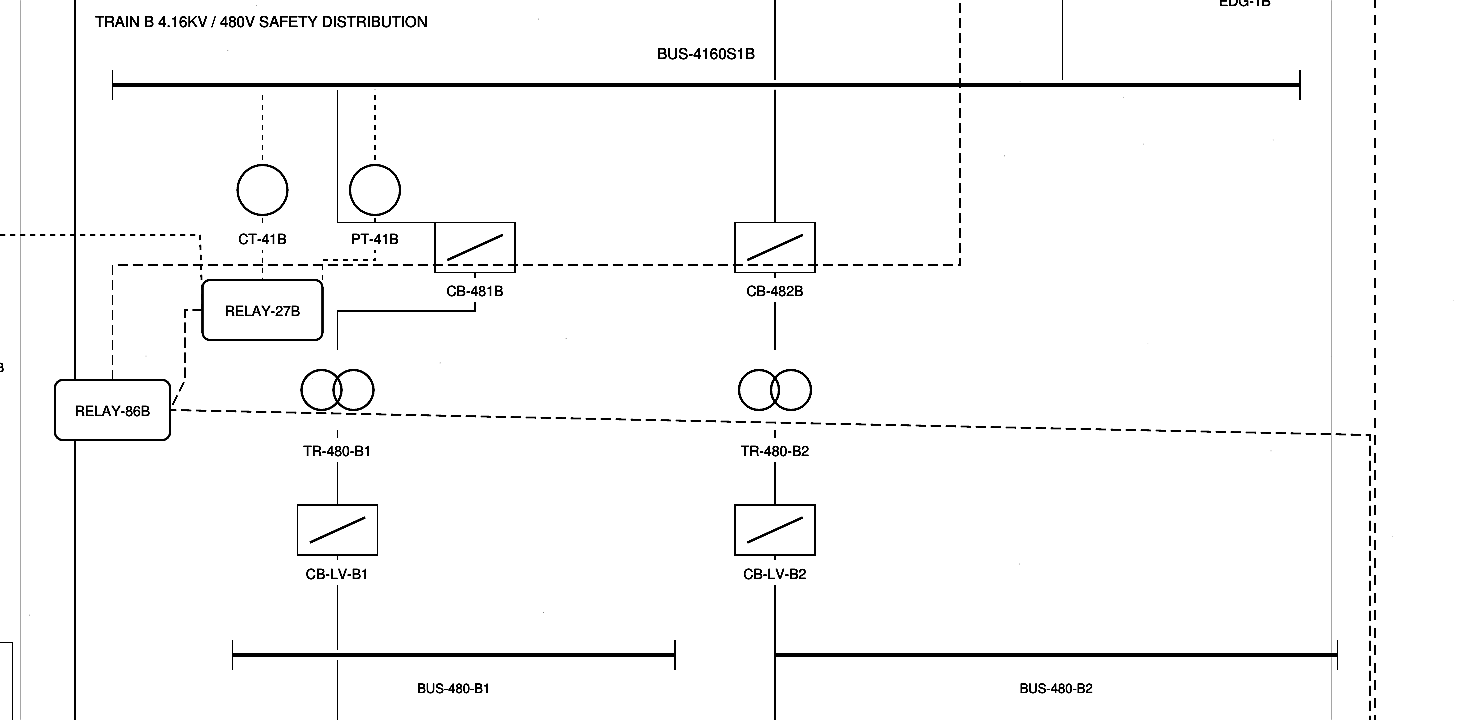 EDG-1B
TRAIN B 4.16KV / 480V SAFETY DISTRIBUTION
BUS-4160S1B
CT-41B
PT-41B
CB-481B
CB-482B
RELAY-27B
RELAY-86B
TR-480-B1
TR-480-B2
CB-LV-B1
CB-LV-B2
BUS-480-B1
BUS-480-B2